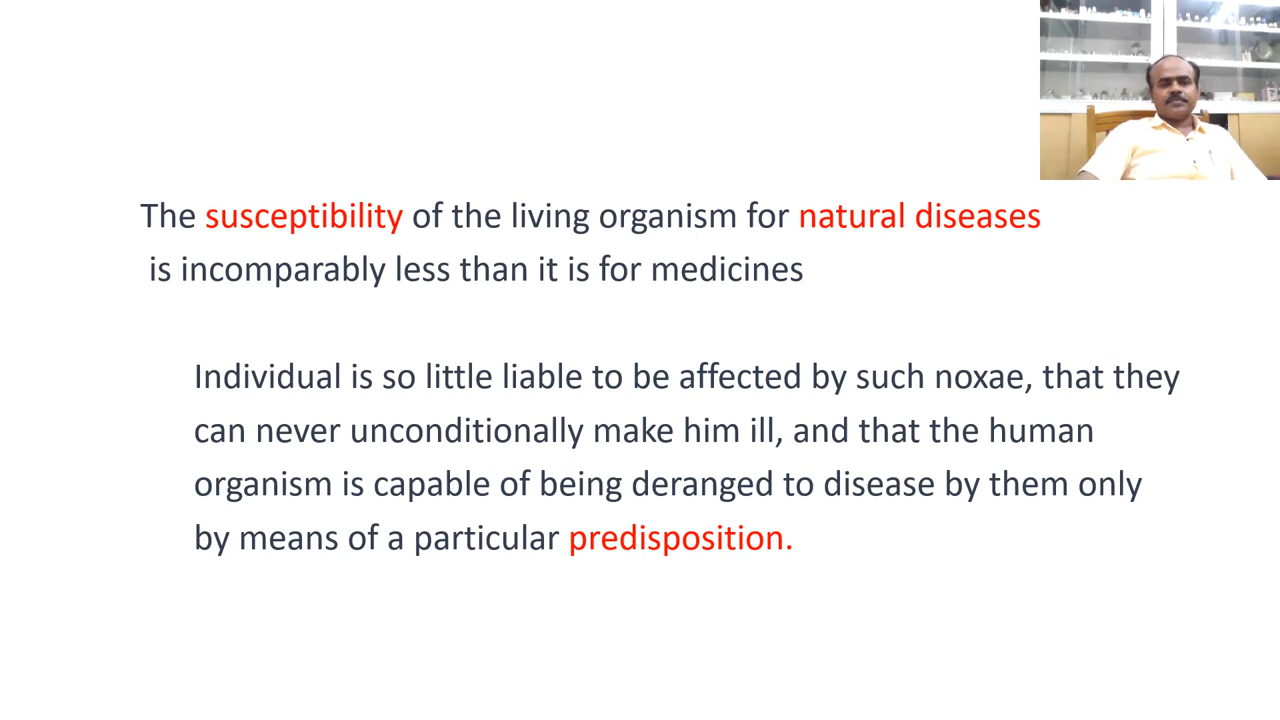 The susceptibility of the living organism for natural diseases
is incomparably less than it is for medicines
Individual is so little liable to be affected by such noxae, that they
can never unconditionally make him ill, and that the human
organism is capable of being deranged to disease by them only
by means of a particular predisposition.